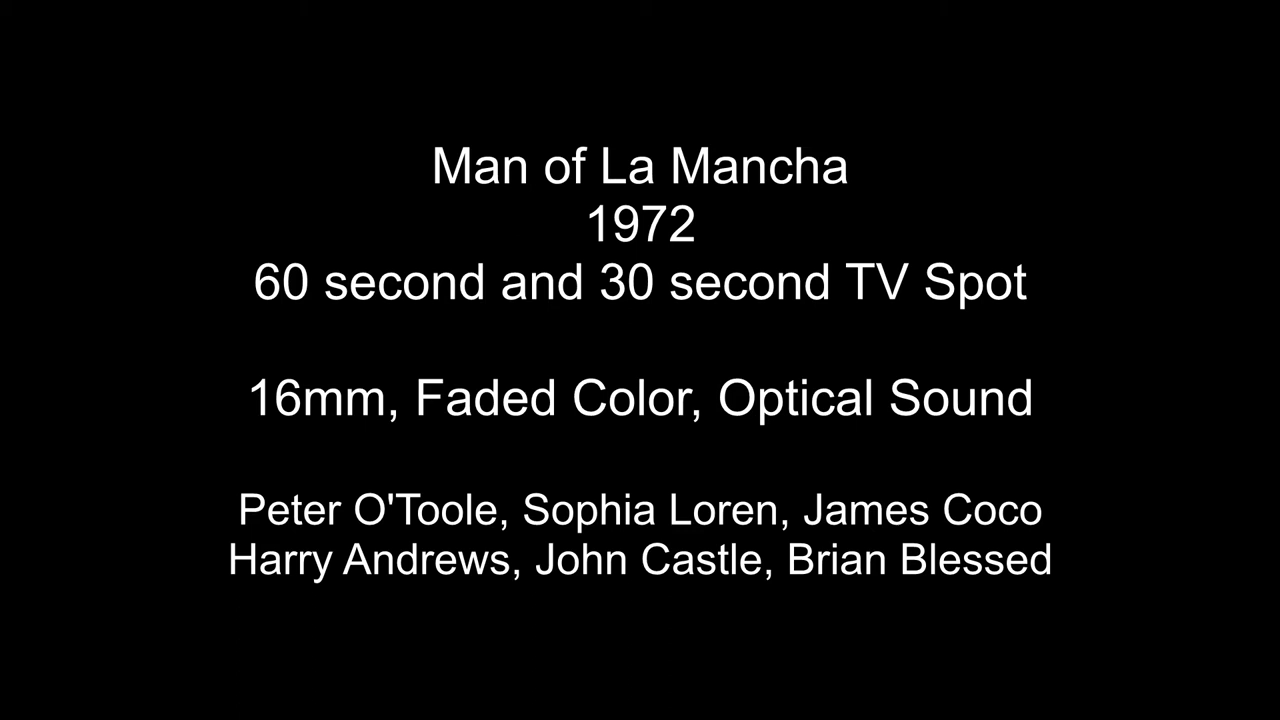 Man of La Mancha
1972
60 second and 30 second TV Spot
16mm, Faded Color, Optical Sound
Peter O'Toole, Sophia Loren, James Coco
Harry Andrews, John Castle, Brian Blessed